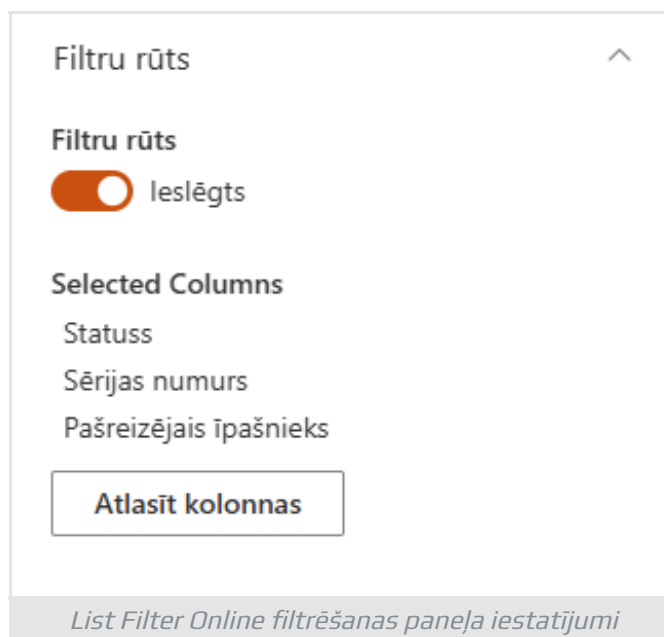 Filtru rūts
Filtru rūts
Ieslēgts
Selected Columns
Statuss
Sērijas numurs
Pašreizējais īpašnieks
Atlasīt kolonnas
List Filter Online filtrēšanas paneļa iestatījumi